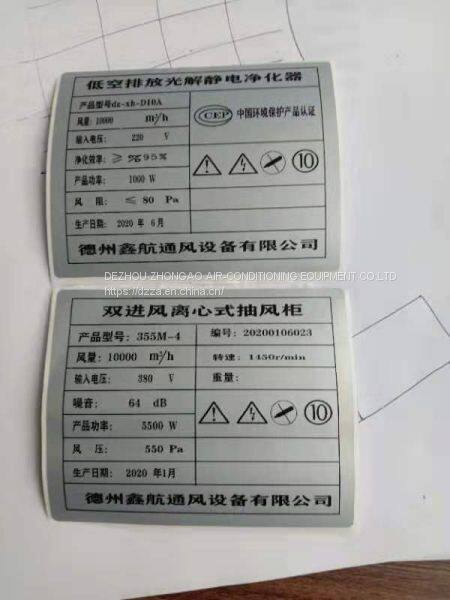 低空排放光解静电净化器
产品型号dz-xh-D10A
风量: 10000 m³/h
CEP 中国环境保护产品认证
输入电压: 220 V
净化效率: ≥ 95%
产品功率: 1000 W
10
风 阻: ≤ 80 Pa
生产日期: 2020 年 6月
德州鑫航通风设备有限公司
DEZHOU ZHONGAO AIR-CONDITIONING EQUIPMENT CO.,LTD
https://dzza.en.china.cn/
双进风离心式抽风柜
产品型号: 355M-4 编号: 20200106023
风量: 10000 m³/h 转速: 1450r/min
输入电压: 380 V 重量:
噪音: 64 dB
产品功率: 5500 W
10
风 压: 550 Pa
生产日期: 2020 年1月
德州鑫航通风设备有限公司